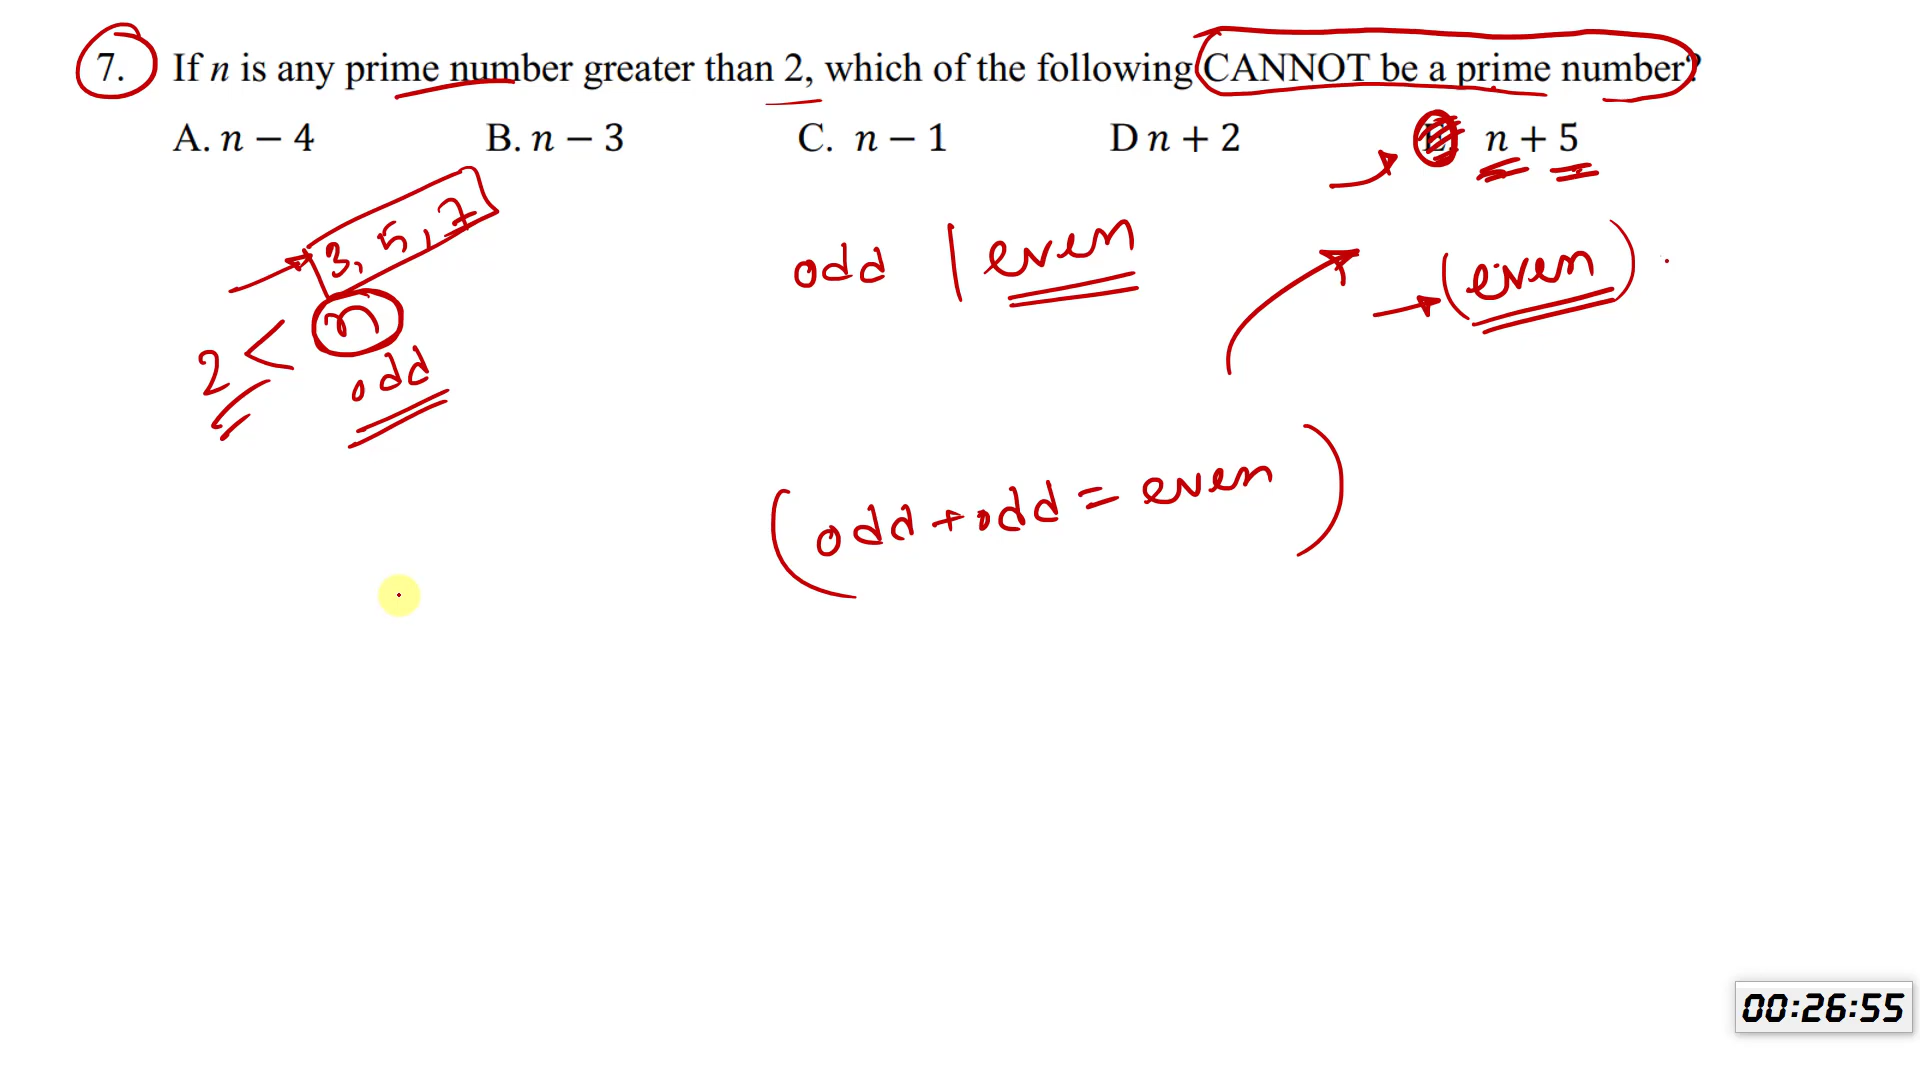 7. If n is any prime number greater than 2, which of the following CANNOT be a prime number?
A. n − 4 B. n − 3 C. n − 1 D n + 2 E. n + 5
3, 5, 7
odd | even
(even)
2 < n
odd
(odd + odd = even)
00:26:55